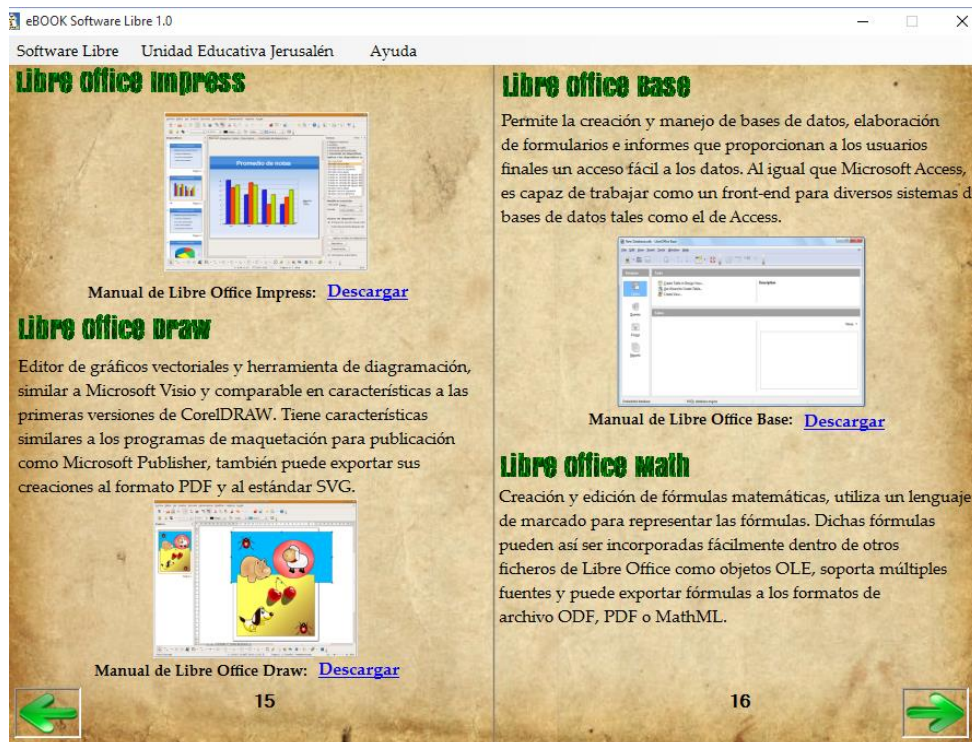 eBOOK Software Libre 1.0
Software Libre Unidad Educativa Jerusalén Ayuda
Libre Office Impress
Promedio de notas
Manual de Libre Office Impress: Descargar
Libre Office Draw
Editor de gráficos vectoriales y herramienta de diagramación,
similar a Microsoft Visio y comparable en características a las
primeras versiones de CorelDRAW. Tiene características
similares a los programas de maquetación para publicación
como Microsoft Publisher, también puede exportar sus
creaciones al formato PDF y al estándar SVG.
Manual de Libre Office Draw: Descargar
15
Libre Office Base
Permite la creación y manejo de bases de datos, elaboración
de formularios e informes que proporcionan a los usuarios
finales un acceso fácil a los datos. Al igual que Microsoft Access,
es capaz de trabajar como un front-end para diversos sistemas d
bases de datos tales como el de Access.
Manual de Libre Office Base: Descargar
Libre Office Math
Creación y edición de fórmulas matemáticas, utiliza un lenguaje
de marcado para representar las fórmulas. Dichas fórmulas
pueden así ser incorporadas fácilmente dentro de otros
ficheros de Libre Office como objetos OLE, soporta múltiples
fuentes y puede exportar fórmulas a los formatos de
archivo ODF, PDF o MathML.
16